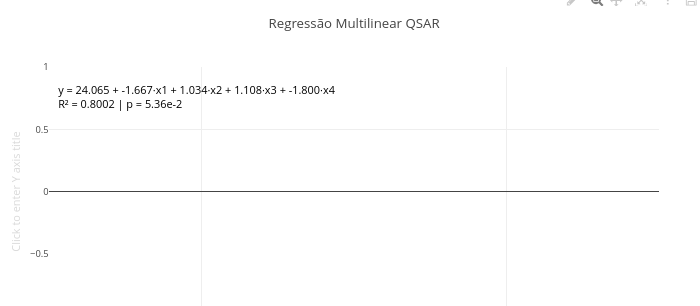 Regressão Multilinear QSAR
1
y = 24.065 + -1.667·x1 + 1.034·x2 + 1.108·x3 + -1.800·x4
R² = 0.8002 | p = 5.36e-2
0.5
0
−0.5
Click to enter Y axis title